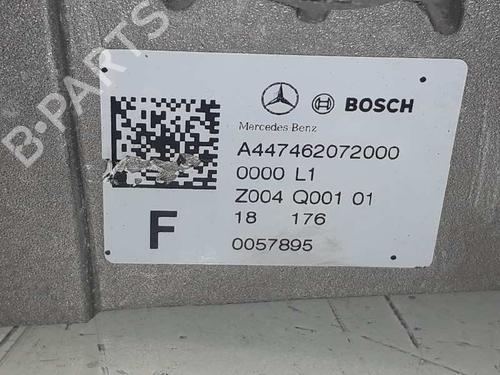 BOSCH
Mercedes-Benz
A447462072000
0000 L1
Z004 Q001 01
18 176
F
0057895
B-PARTS